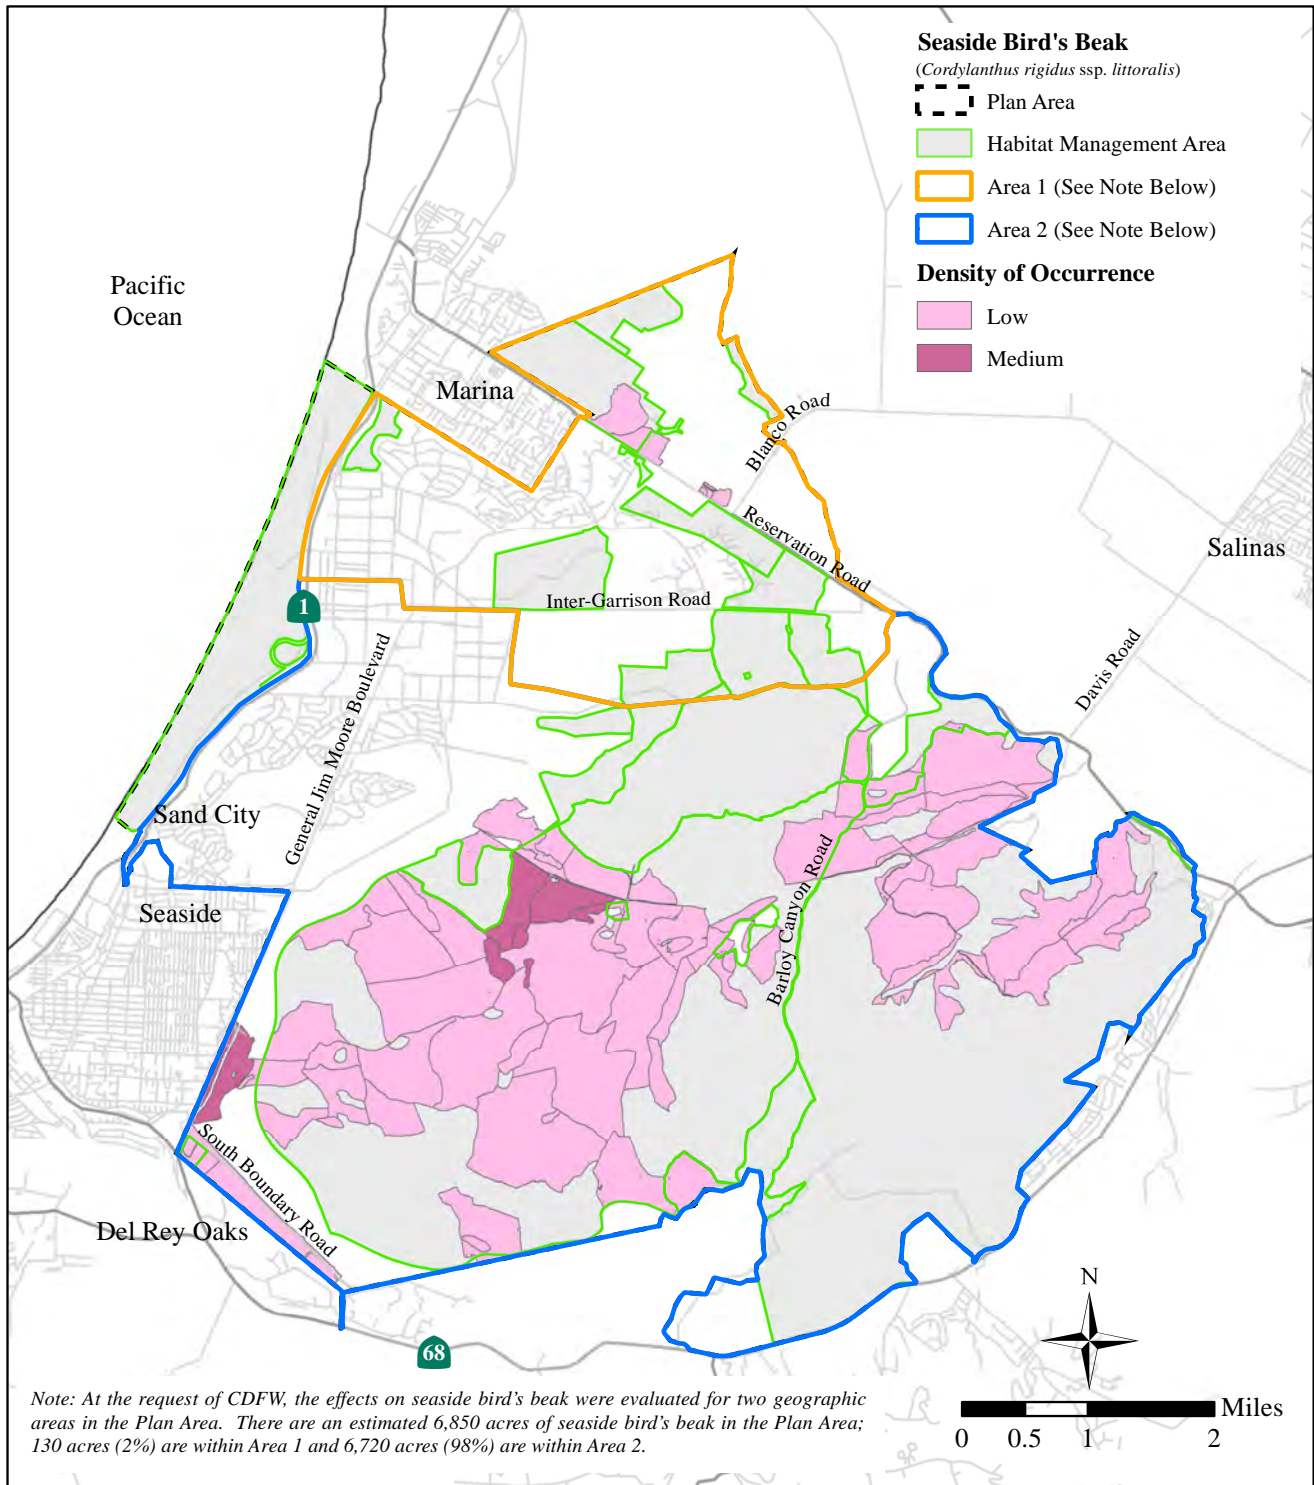 Seaside Bird's Beak
(Cordylanthus rigidus ssp. littoralis)
Plan Area
Habitat Management Area
Area 1 (See Note Below)
Area 2 (See Note Below)
Density of Occurrence
Low
Medium
Pacific
Ocean
Marina
Blanco Road
Reservation Road
Salinas
Inter-Garrison Road
1
General Jim Moore Boulevard
Davis Road
Sand City
Seaside
Barloy Canyon Road
South Boundary Road
Del Rey Oaks
68
N
Miles
0 0.5 1 2
Note: At the request of CDFW, the effects on seaside bird's beak were evaluated for two geographic
areas in the Plan Area. There are an estimated 6,850 acres of seaside bird's beak in the Plan Area;
130 acres (2%) are within Area 1 and 6,720 acres (98%) are within Area 2.